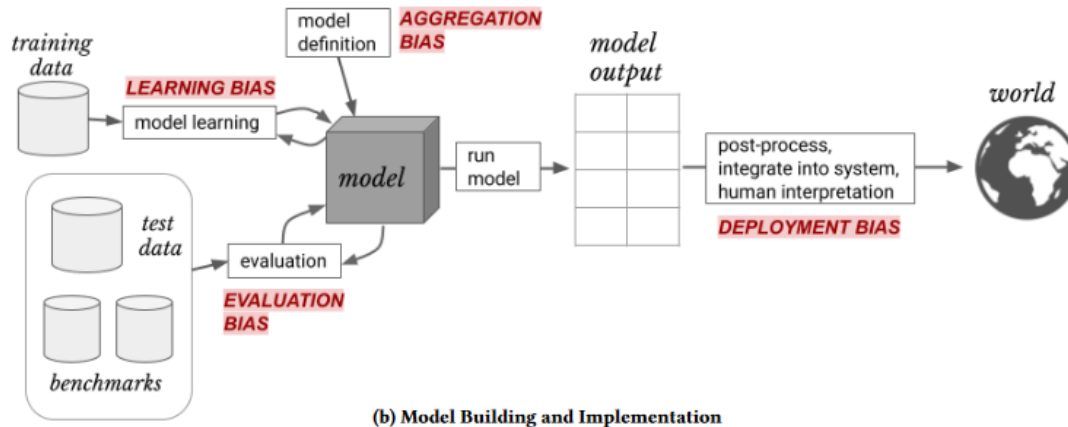 training
data
LEARNING BIAS
model learning
model
definition
AGGREGATION
BIAS
model
run
model
model
output
post-process,
integrate into system,
human interpretation
DEPLOYMENT BIAS
world
test
data
benchmarks
evaluation
EVALUATION
BIAS
(b) Model Building and Implementation